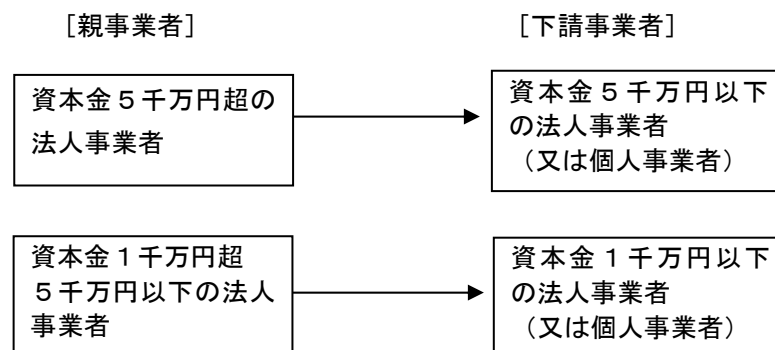 ［親事業者］
［下請事業者］
資本金５千万円超の
法人事業者
資本金５千万円以下
の法人事業者
（又は個人事業者）
資本金１千万円超
５千万円以下の法人
事業者
資本金１千万円以下
の法人事業者
（又は個人事業者）